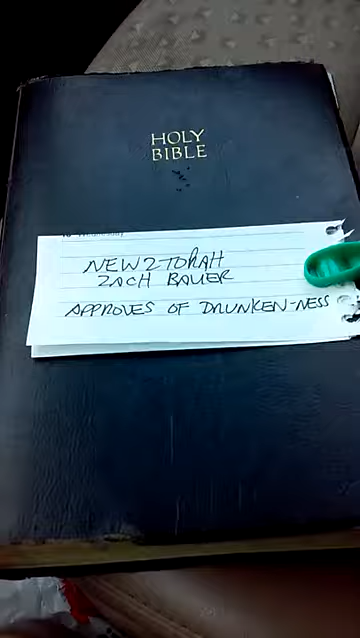 HOLY
BIBLE
NEW2TORAH
ZACH BAUER
APPROVES OF DRUNKEN-NESS